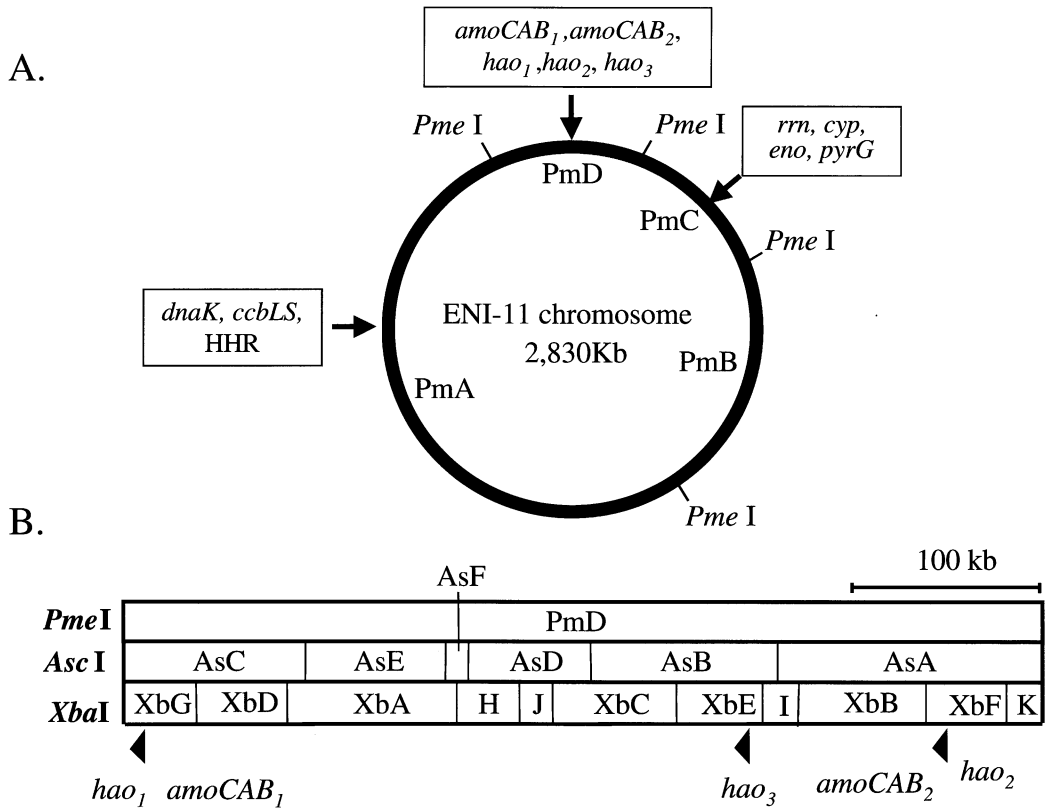 A.
amoCAB1 ,amoCAB2,
hao1 ,hao2, hao3
Pme I
Pme I
rrn, cyp,
eno, pyrG
PmD
PmC
Pme I
dnaK, ccbLS,
HHR
ENI-11 chromosome
2,830Kb
PmB
PmA
Pme I
B.
100 kb
AsF
PmeI
PmD
Asc I
AsC AsE AsD AsB AsA
XbaI
XbG XbD XbA H J XbC XbE I XbB XbF K
hao1 amoCAB1 hao3 amoCAB2 hao2